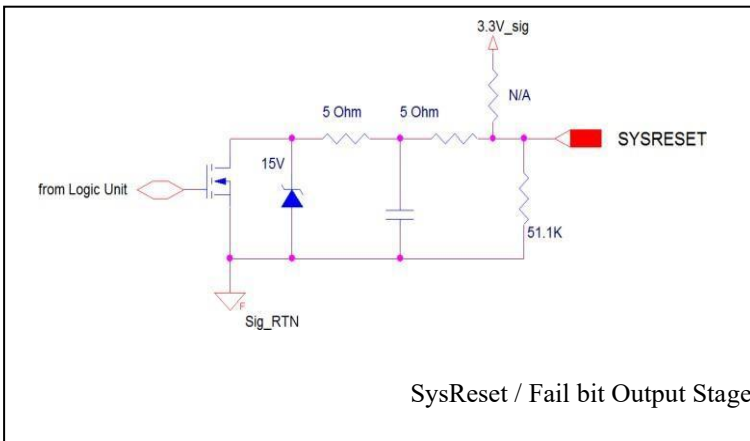 3.3V_sig
N/A
5 Ohm
5 Ohm
SYSRESET
15V
from Logic Unit
51.1K
F
Sig_RTN
SysReset / Fail bit Output Stage